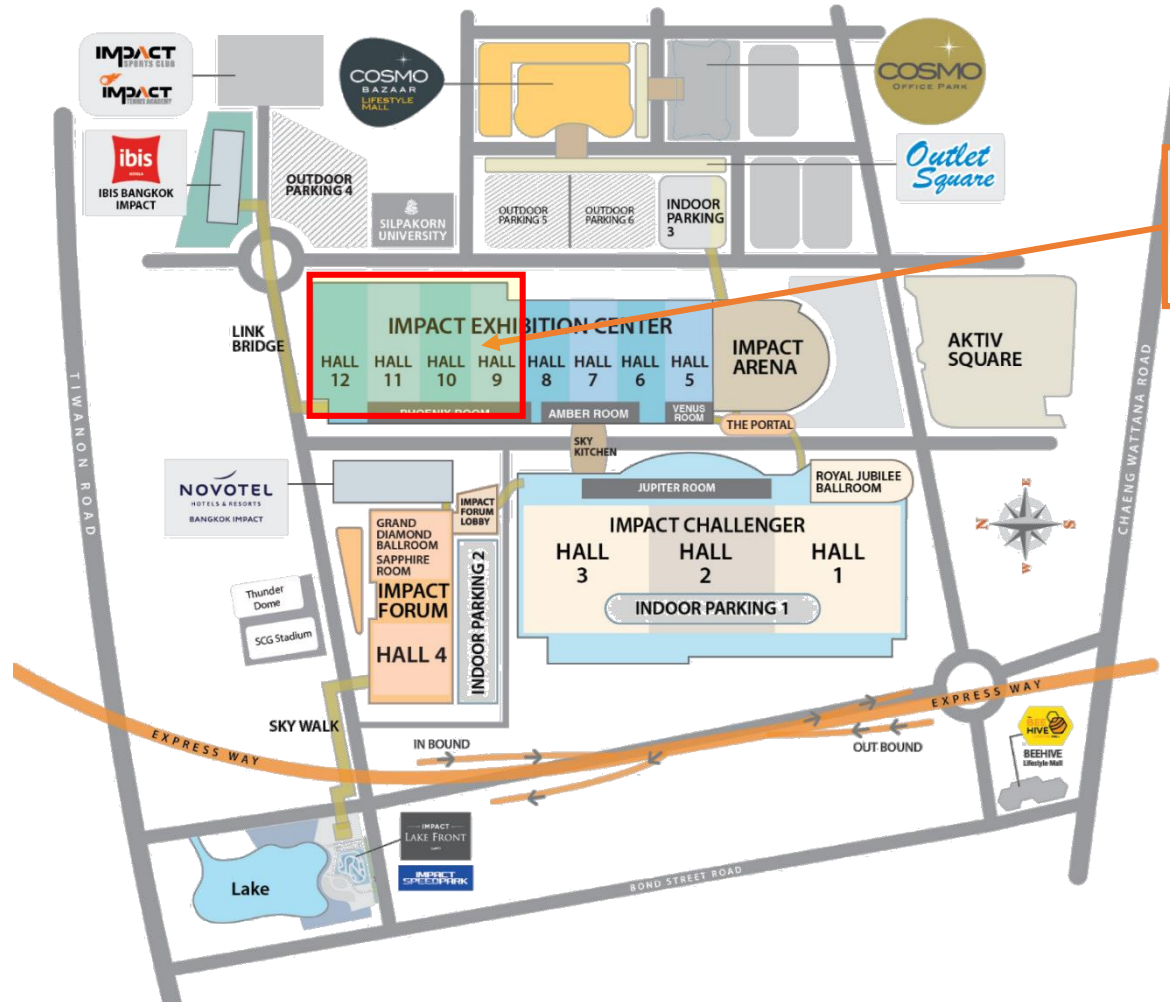 IMPACT
SPORTS CLUB
IMPACT
TENNIS ACADEMY
COSMO
BAZAAR
LIFESTYLE
MALL
COSMO
OFFICE PARK
ibis
HOTELS
IBIS BANGKOK
IMPACT
OUTDOOR
PARKING 4
SILPAKORN
UNIVERSITY
OUTDOOR
PARKING 5
OUTDOOR
PARKING 6
INDOOR
PARKING
3
Outlet
Square
LINK
BRIDGE
IMPACT EXHIBITION CENTER
HALL
12
HALL
11
HALL
10
HALL
9
HALL
8
HALL
7
HALL
6
HALL
5
PHOENIX ROOM
AMBER ROOM
VENUS
ROOM
IMPACT
ARENA
AKTIV
SQUARE
THE PORTAL
SKY
KITCHEN
TIWANON ROAD
CHAENG WATTANA ROAD
NOVOTEL
HOTELS & RESORTS
BANGKOK IMPACT
IMPACT
FORUM
LOBBY
GRAND
DIAMOND
BALLROOM
SAPPHIRE
ROOM
IMPACT
FORUM
HALL 4
INDOOR PARKING 2
JUPITER ROOM
ROYAL JUBILEE
BALLROOM
IMPACT CHALLENGER
HALL
3
HALL
2
HALL
1
INDOOR PARKING 1
E
N
S
W
Thunder
Dome
SCG Stadium
SKY WALK
EXPRESS WAY
IN BOUND
OUT BOUND
EXPRESS WAY
BEE
HIVE
BEEHIVE
Lifestyle Mall
IMPACT
LAKE FRONT
IMPACT
SPEEDPARK
Lake
BOND STREET ROAD